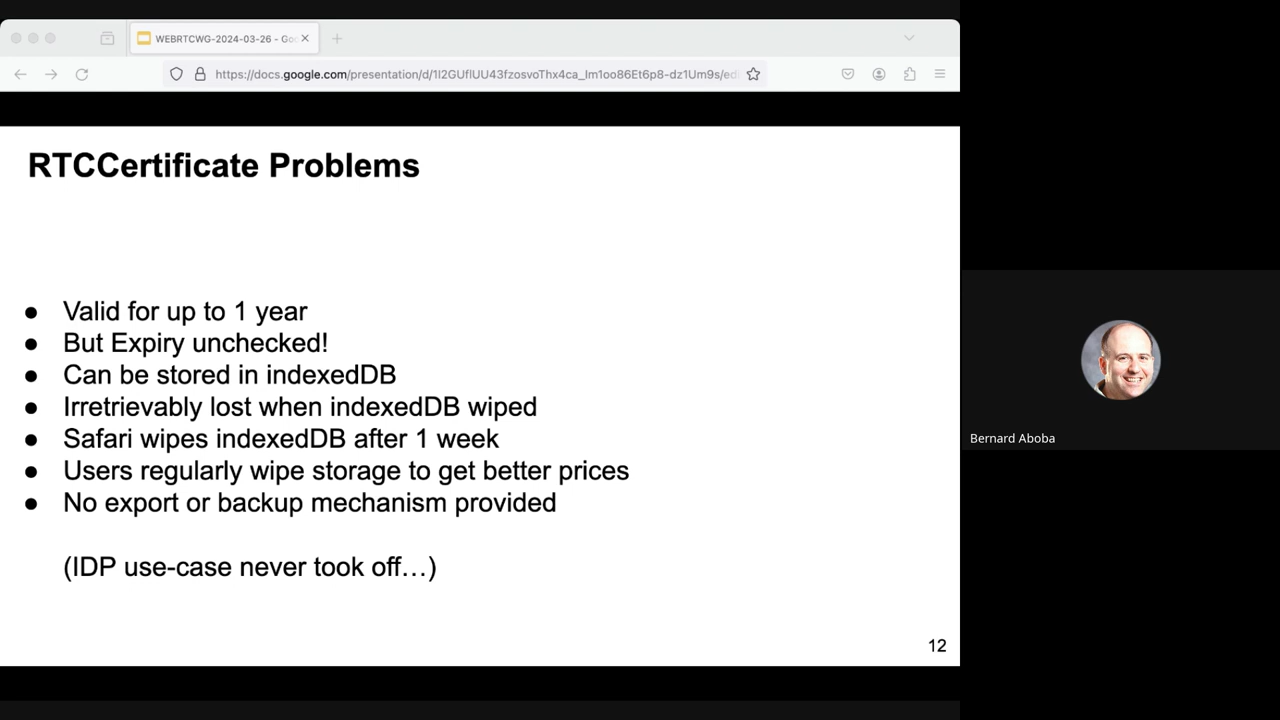 WEBRTCWG-2024-03-26 - Goo
https://docs.google.com/presentation/d/1I2GUflUU43fzosvoThx4ca_Im1oo86Et6p8-dz1Um9s/edi
RTCCertificate Problems
● Valid for up to 1 year
● But Expiry unchecked!
● Can be stored in indexedDB
● Irretrievably lost when indexedDB wiped
● Safari wipes indexedDB after 1 week
● Users regularly wipe storage to get better prices
● No export or backup mechanism provided
(IDP use-case never took off…)
12
Bernard Aboba